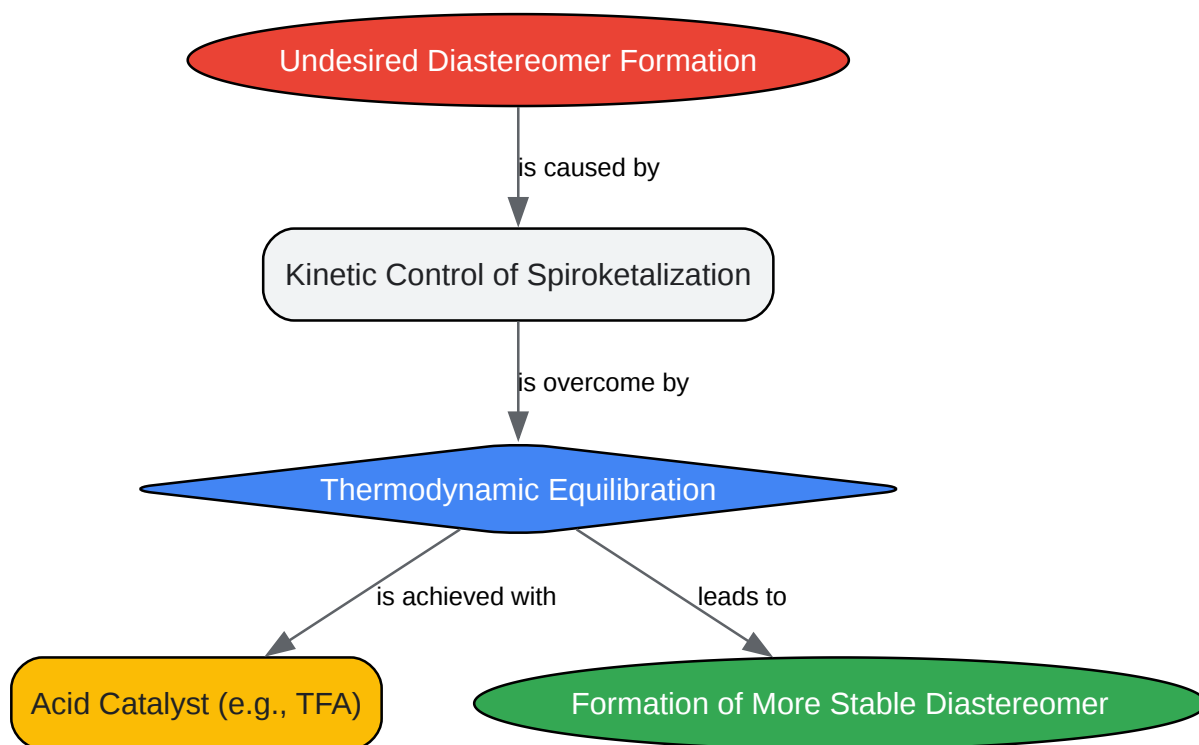 Undesired Diastereomer Formation
is caused by
Kinetic Control of Spiroketalization
is overcome by
Thermodynamic Equilibration
is achieved with
leads to
Acid Catalyst (e.g., TFA)
Formation of More Stable Diastereomer